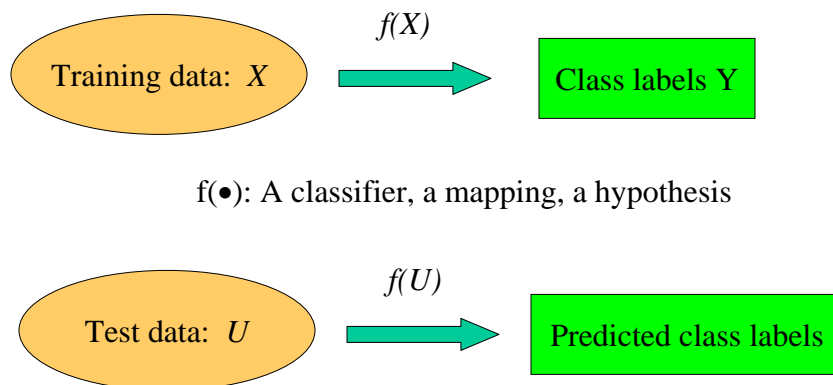 f(X)
Training data: X
Class labels Y
f(●): A classifier, a mapping, a hypothesis
f(U)
Test data: U
Predicted class labels